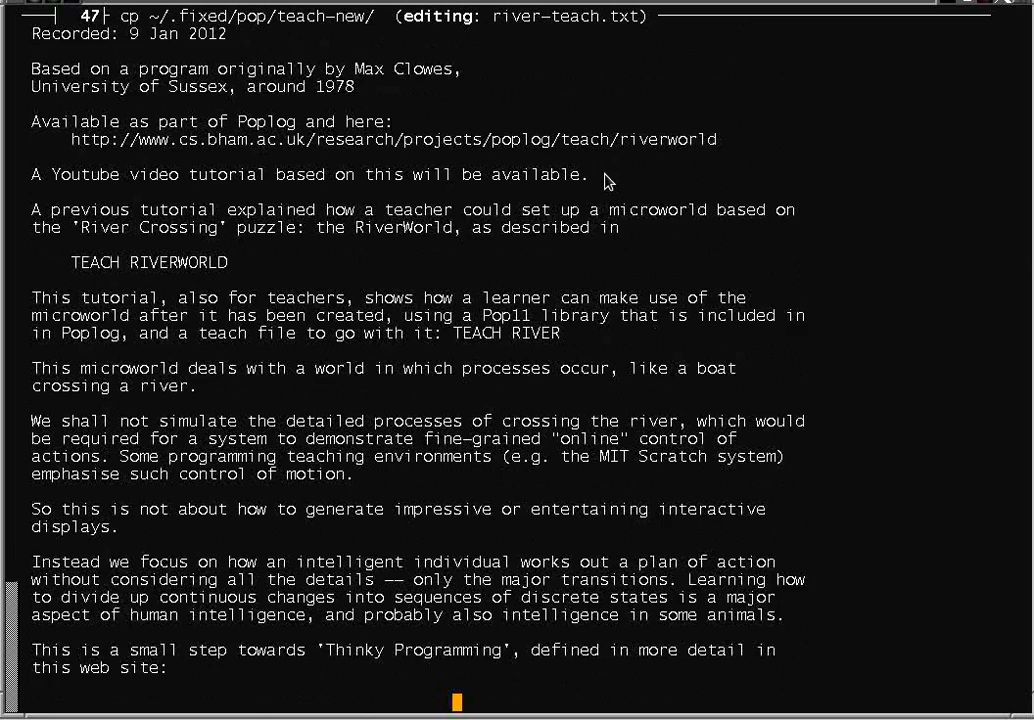 47 cp ~/.fixed/pop/teach-new/ (editing: river-teach.txt)
Recorded: 9 Jan 2012
Based on a program originally by Max Clowes,
University of Sussex, around 1978
Available as part of Poplog and here:
http://www.cs.bham.ac.uk/research/projects/poplog/teach/riverworld
A Youtube video tutorial based on this will be available.
A previous tutorial explained how a teacher could set up a microworld based on
the 'River Crossing' puzzle: the RiverWorld, as described in
TEACH RIVERWORLD
This tutorial, also for teachers, shows how a learner can make use of the
microworld after it has been created, using a Pop11 library that is included in
in Poplog, and a teach file to go with it: TEACH RIVER
This microworld deals with a world in which processes occur, like a boat
crossing a river.
We shall not simulate the detailed processes of crossing the river, which would
be required for a system to demonstrate fine-grained "online" control of
actions. Some programming teaching environments (e.g. the MIT Scratch system)
emphasise such control of motion.
So this is not about how to generate impressive or entertaining interactive
displays.
Instead we focus on how an intelligent individual works out a plan of action
without considering all the details -- only the major transitions. Learning how
to divide up continuous changes into sequences of discrete states is a major
aspect of human intelligence, and probably also intelligence in some animals.
This is a small step towards 'Thinky Programming', defined in more detail in
this web site: